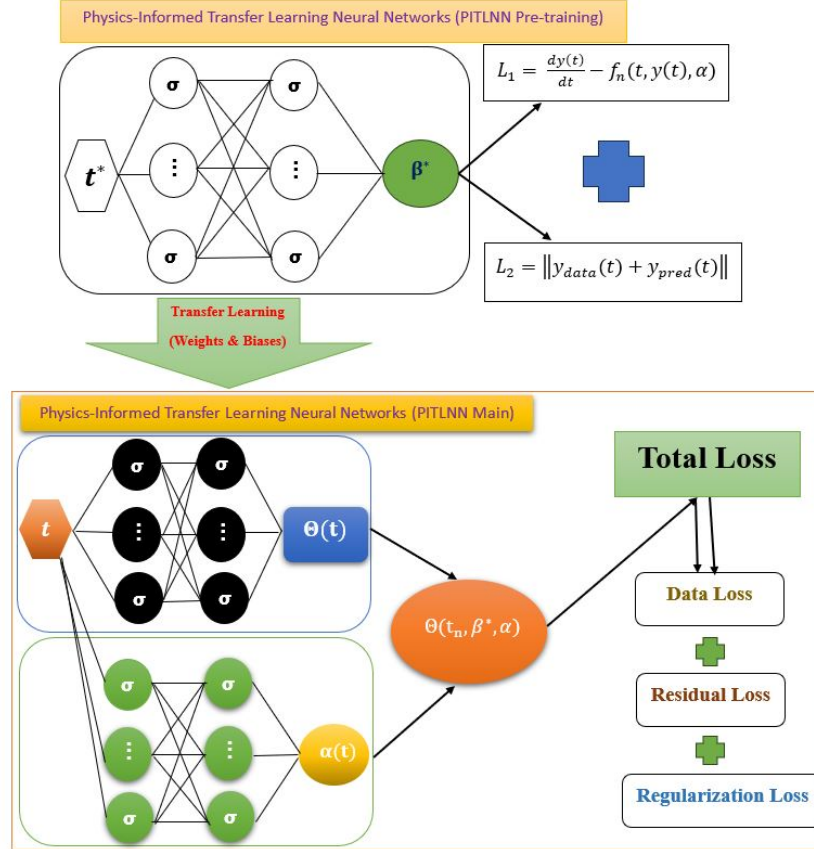 Physics-Informed Transfer Learning Neural Networks (PITLNN Pre-training)
σ σ
t* ⋮ ⋮ β*
σ σ
L₁ = dy(t)/dt − fₙ(t, y(t), α)
L₂ = ‖y_data(t) + y_pred(t)‖
Transfer Learning
(Weights & Biases)
Physics-Informed Transfer Learning Neural Networks (PITLNN Main)
σ σ
t ⋮ ⋮ Θ(t)
σ σ
σ σ
⋮ ⋮ α(t)
σ σ
Θ(tₙ, β*, α)
Total Loss
Data Loss
Residual Loss
Regularization Loss